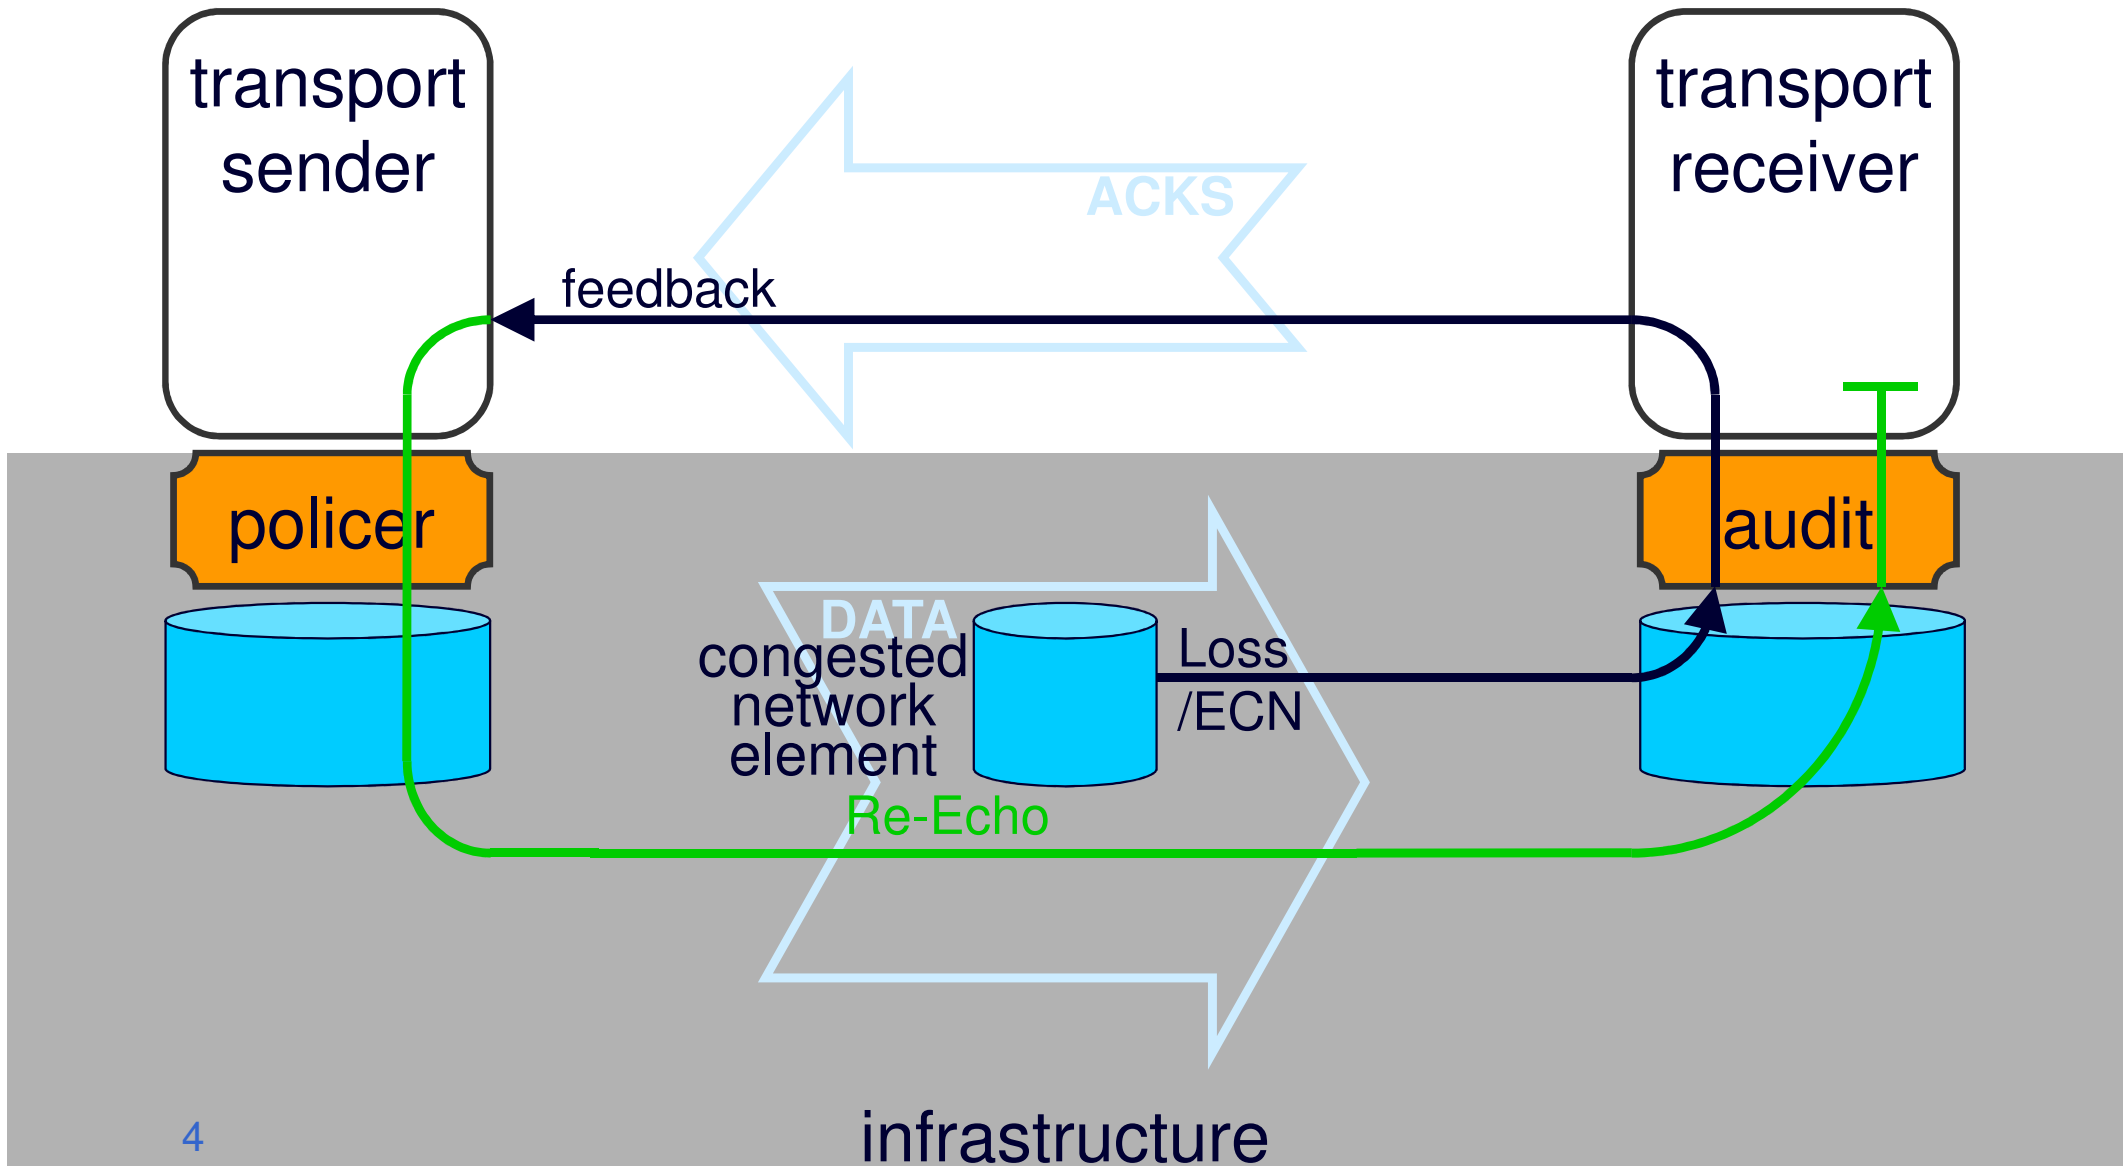 transport
sender
transport
receiver
ACKS
feedback
policer
audit
DATA
congested
network
element
Loss
/ECN
Re-Echo
infrastructure
4